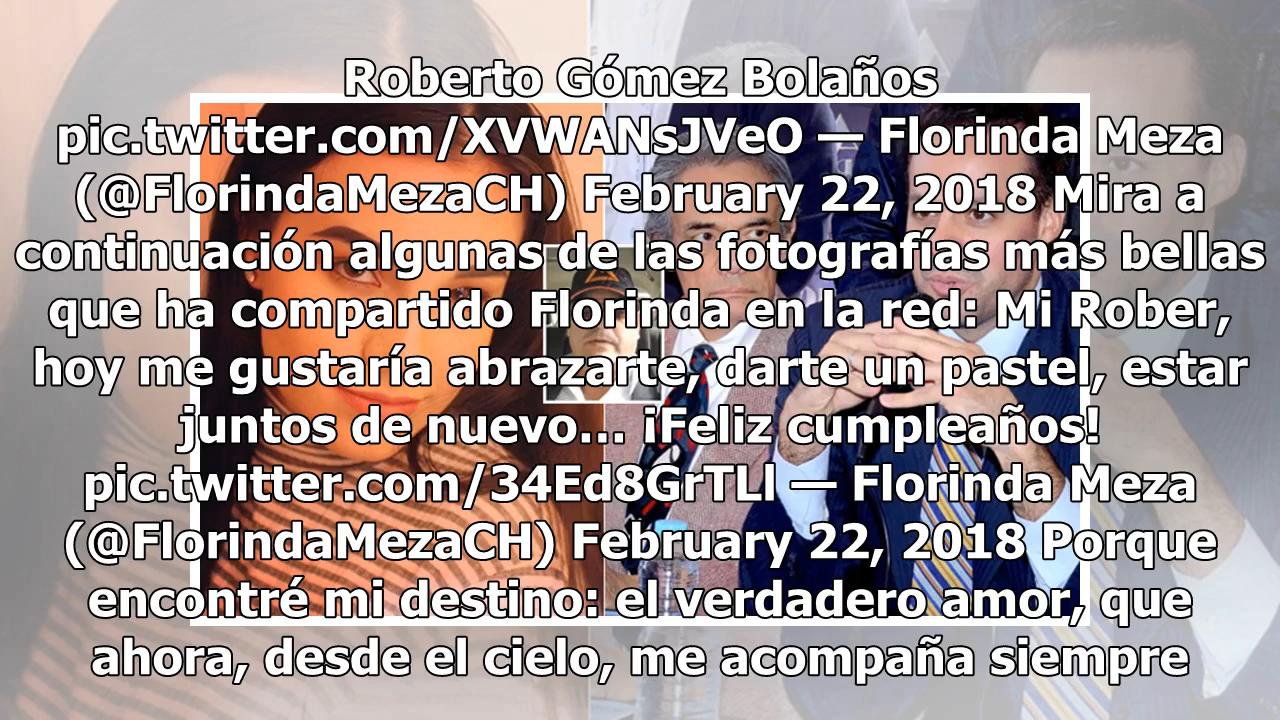 Roberto Gómez Bolaños
pic.twitter.com/XVWANsJVeO — Florinda Meza
(@FlorindaMezaCH) February 22, 2018 Mira a
continuación algunas de las fotografías más bellas
que ha compartido Florinda en la red: Mi Rober,
hoy me gustaría abrazarte, darte un pastel, estar
juntos de nuevo... ¡Feliz cumpleaños!
pic.twitter.com/34Ed8GrTLl — Florinda Meza
(@FlorindaMezaCH) February 22, 2018 Porque
encontré mi destino: el verdadero amor, que
ahora, desde el cielo, me acompaña siempre